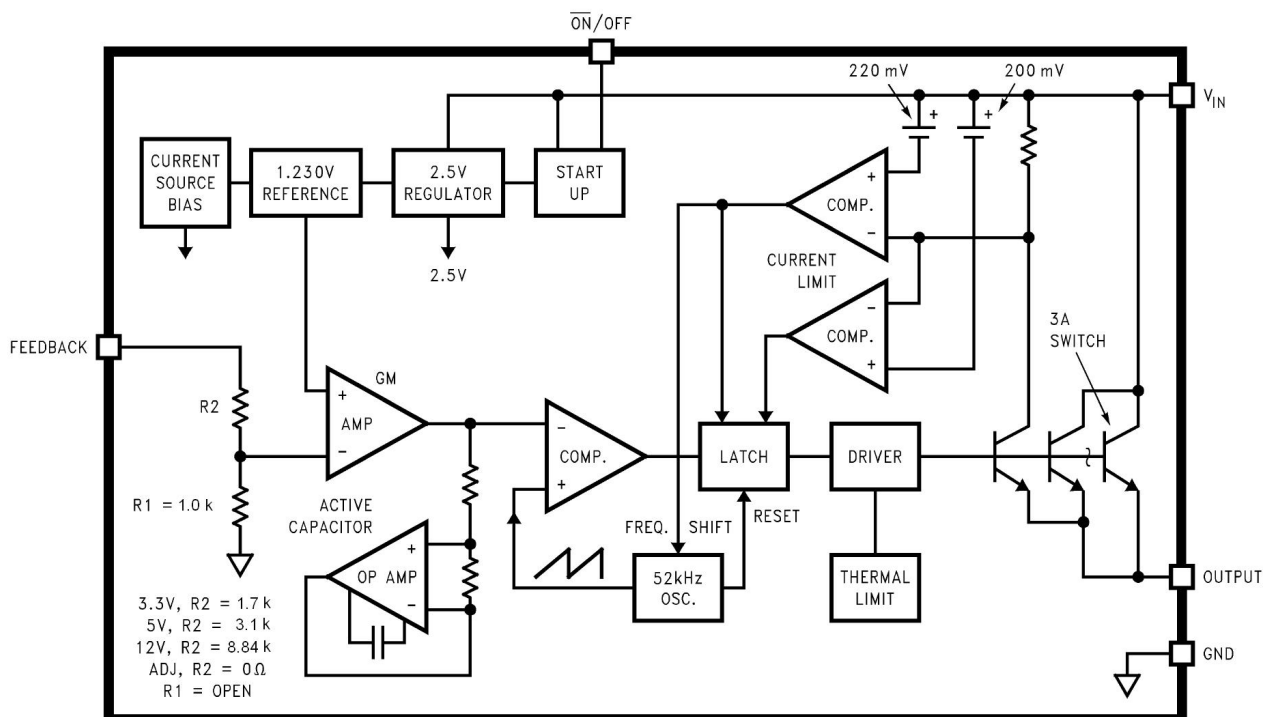 ON/OFF
220 mV
200 mV
+
+
VIN
CURRENT
SOURCE
BIAS
1.230V
REFERENCE
2.5V
REGULATOR
START
UP
2.5V
+
COMP.
−
CURRENT
LIMIT
−
COMP.
+
3A
SWITCH
FEEDBACK
R2
R1 = 1.0 k
GM
+
AMP
−
−
COMP.
+
LATCH
DRIVER
ACTIVE
CAPACITOR
+
OP AMP
−
FREQ. SHIFT
RESET
52kHz
OSC.
THERMAL
LIMIT
OUTPUT
GND
3.3V, R2 = 1.7 k
5V, R2 = 3.1 k
12V, R2 = 8.84 k
ADJ, R2 = 0Ω
R1 = OPEN